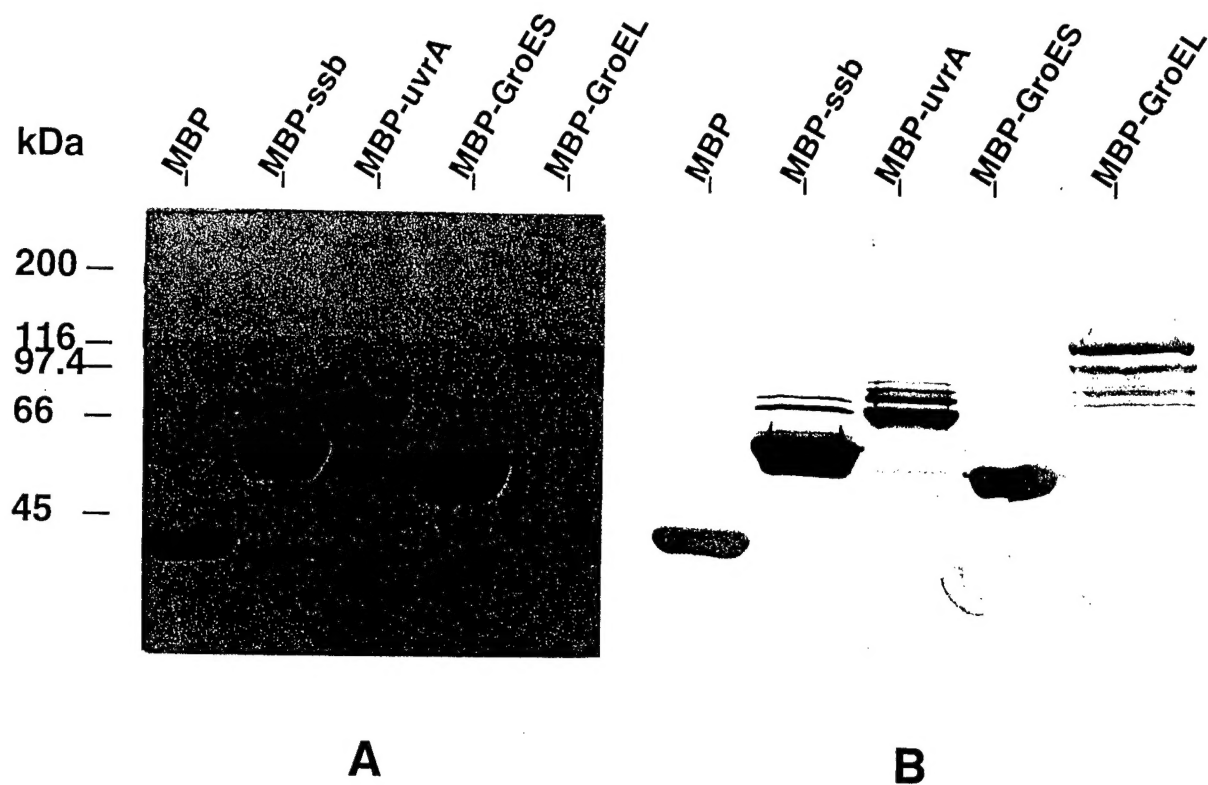 kDa
MBP
MBP-ssb
MBP-uvrA
MBP-GroES
MBP-GroEL
MBP
MBP-ssb
MBP-uvrA
MBP-GroES
MBP-GroEL
200
116
97.4
66
45
A
B